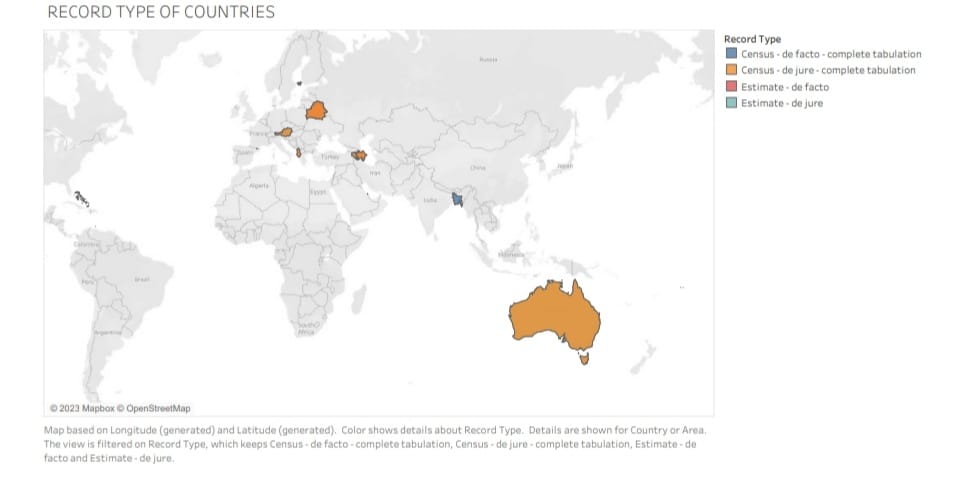 RECORD TYPE OF COUNTRIES
Record Type
Census - de facto - complete tabulation
Census - de jure - complete tabulation
Estimate - de facto
Estimate - de jure
Russia
France
Spain
Turkey
Iran
China
Japan
Algeria
Egypt
India
Colombia
Indonesia
Peru
Brazil
South
Africa
Argentina
© 2023 Mapbox © OpenStreetMap
Map based on Longitude (generated) and Latitude (generated).  Color shows details about Record Type.  Details are shown for Country or Area.
The view is filtered on Record Type, which keeps Census - de facto - complete tabulation, Census - de jure - complete tabulation, Estimate - de
facto and Estimate - de jure.